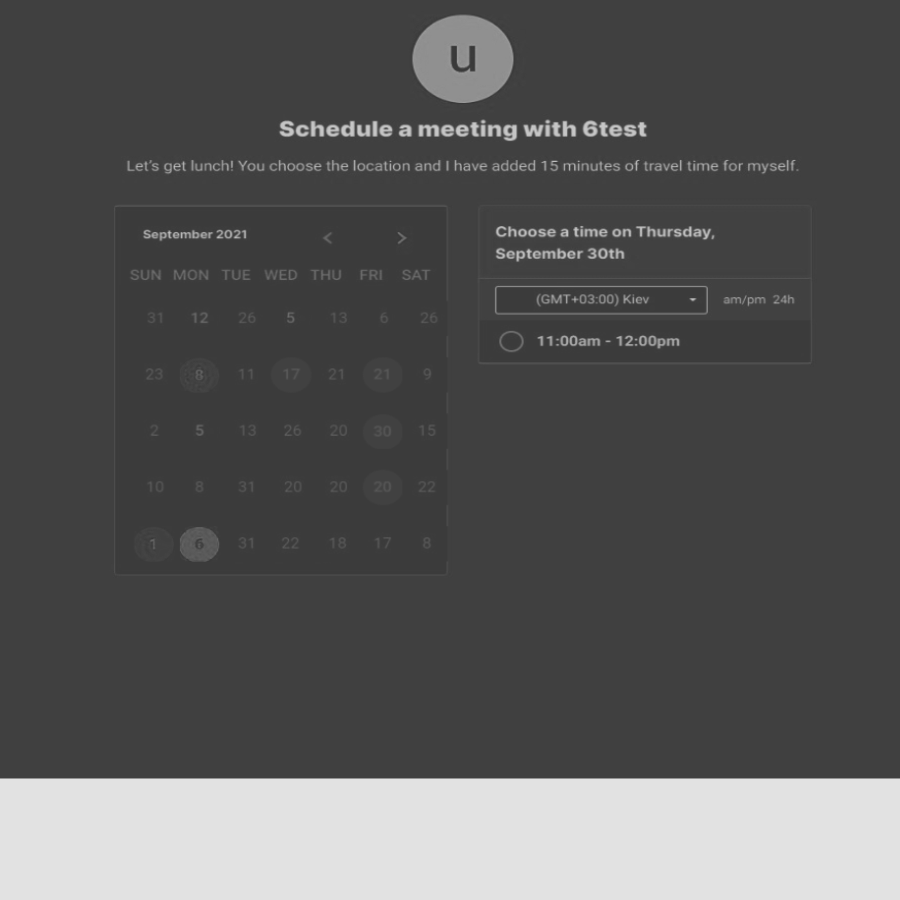 u
Schedule a meeting with 6test
Let's get lunch! You choose the location and I have added 15 minutes of travel time for myself.
September 2021 < >
SUN MON TUE WED THU FRI SAT
31 12 26 5 13 6 26
23 8 11 17 21 21 9
2 5 13 26 20 30 15
10 8 31 20 20 20 22
1 6 31 22 18 17 8
Choose a time on Thursday,
September 30th
(GMT+03:00) Kiev am/pm 24h
11:00am - 12:00pm